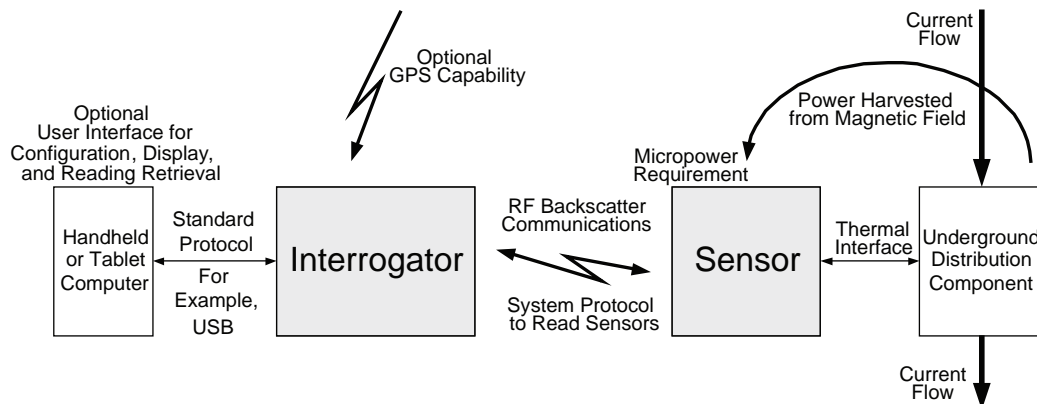 Optional
GPS Capability
Current
Flow
Power Harvested
from Magnetic Field
Optional
User Interface for
Configuration, Display,
and Reading Retrieval
Micropower
Requirement
Handheld
or Tablet
Computer
Standard
Protocol
For
Example,
USB
Interrogator
RF Backscatter
Communications
System Protocol
to Read Sensors
Sensor
Thermal
Interface
Underground
Distribution
Component
Current
Flow